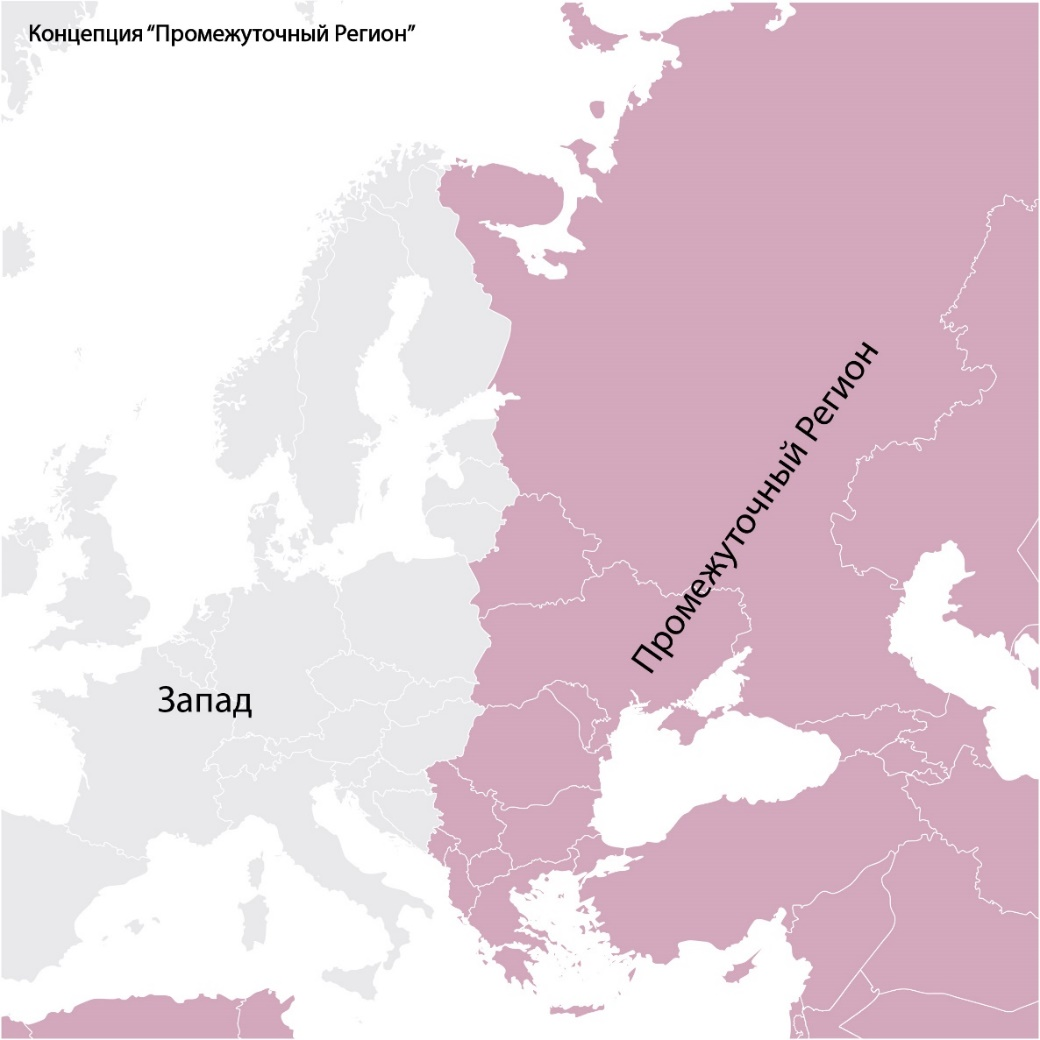 Концепция “Промежуточный Регион”
Промежуточный Регион
Запад